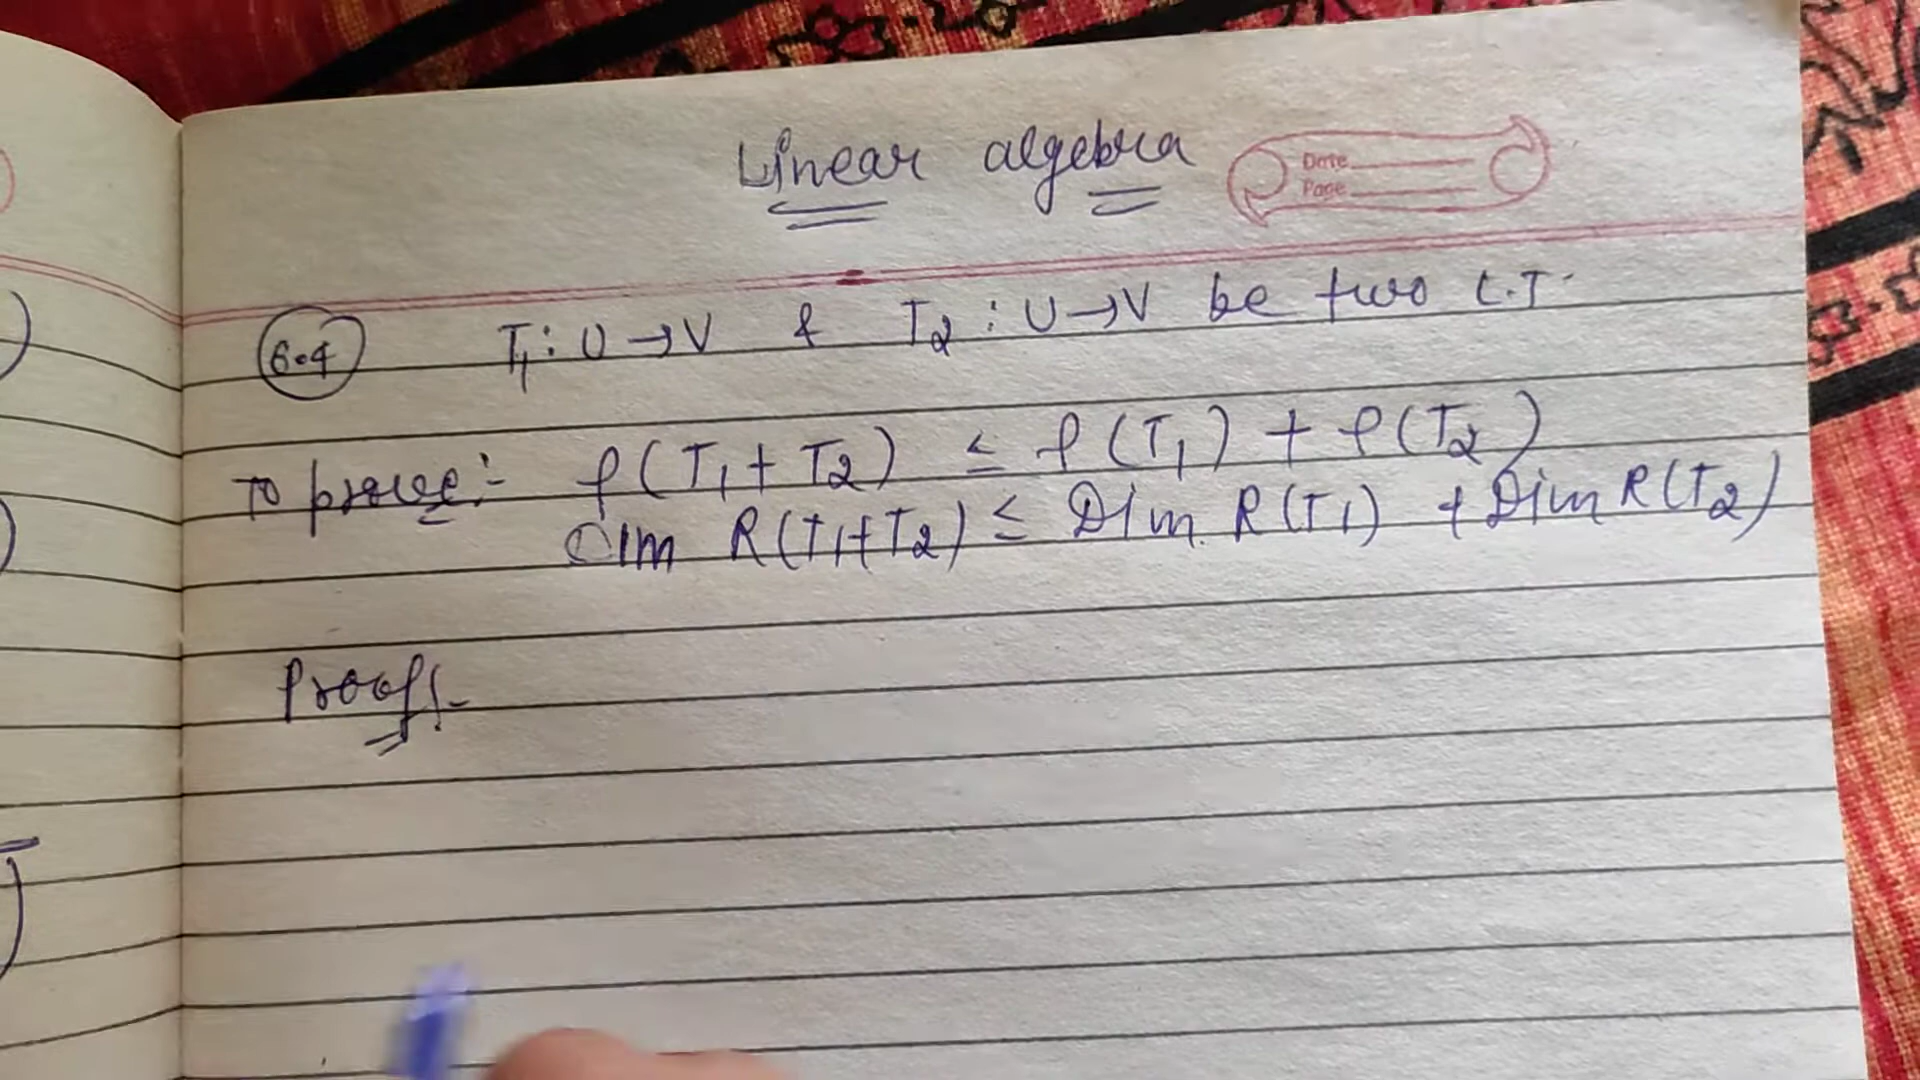 Linear algebra
Date
Page
6.4 T₁ : U → V & T₂ : U → V be two L.T.
To prove :- ρ(T₁ + T₂) ≤ ρ(T₁) + ρ(T₂)
Dim R(T₁+T₂) ≤ Dim R(T₁) + Dim R(T₂)
Proof:-